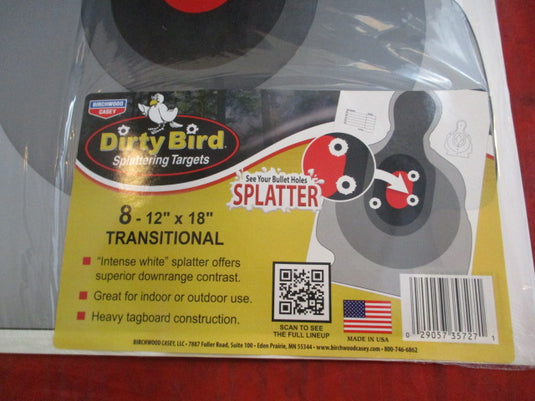 BIRCHWOOD
CASEY
Dirty Bird
Splattering Targets
See Your Bullet Holes
SPLATTER
8 - 12" x 18"
TRANSITIONAL
"Intense white" splatter offers
superior downrange contrast.
Great for indoor or outdoor use.
Heavy tagboard construction.
SCAN TO SEE
THE FULL LINEUP
MADE IN USA
0 29057 35727 1
BIRCHWOOD CASEY, LLC • 7887 Fuller Road, Suite 100 • Eden Prairie, MN 55344 • www.birchwoodcasey.com • 800-746-6862